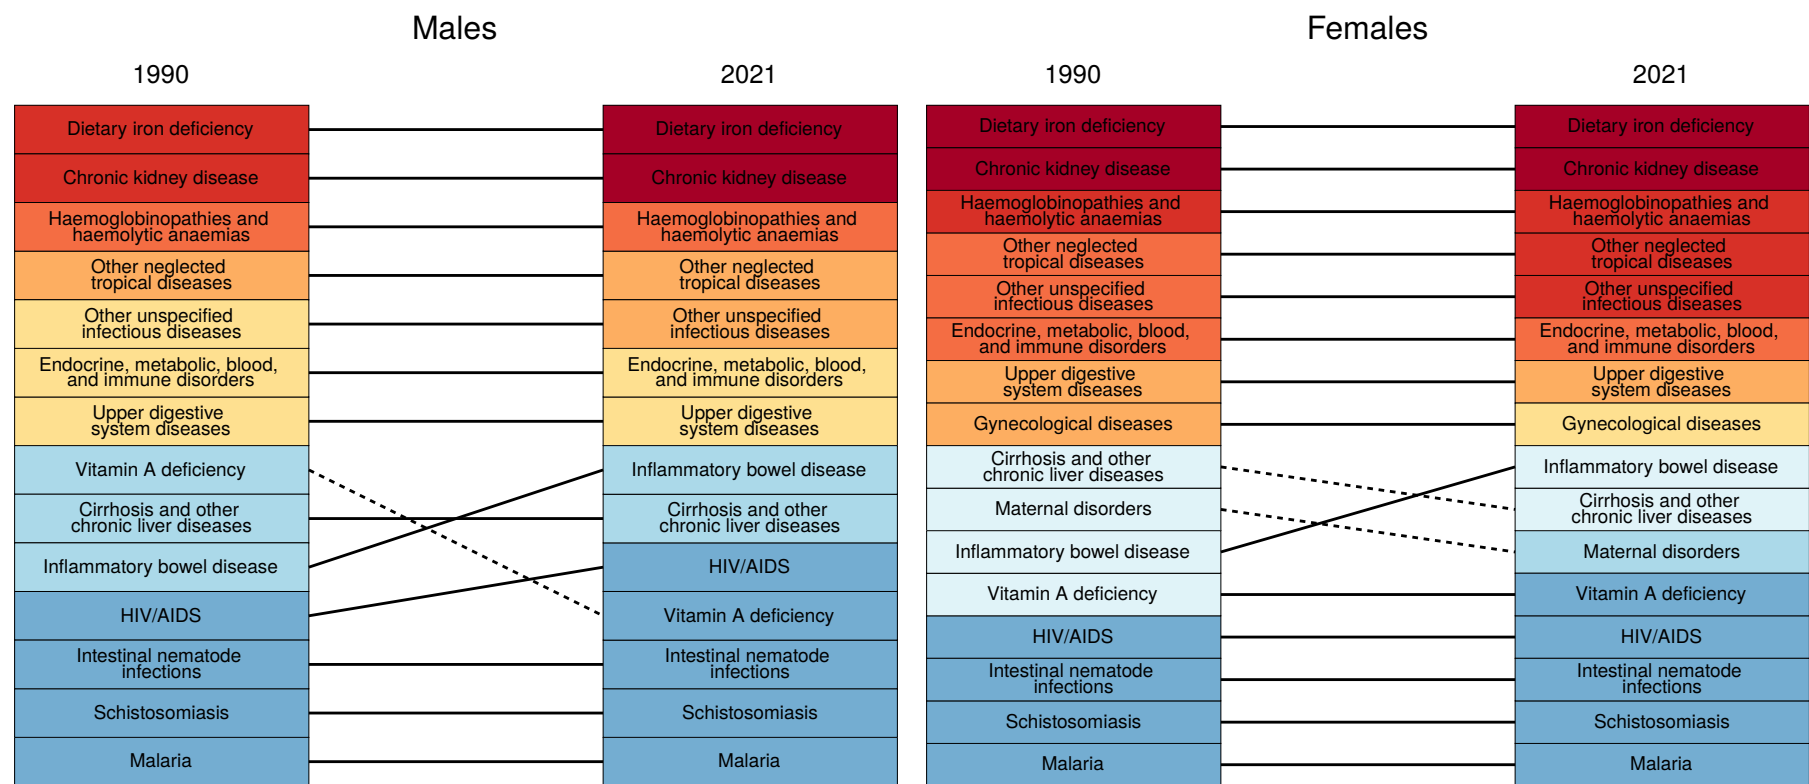 Males
1990
2021
Dietary iron deficiency
Chronic kidney disease
Haemoglobinopathies and
haemolytic anaemias
Other neglected
tropical diseases
Other unspecified
infectious diseases
Endocrine, metabolic, blood,
and immune disorders
Upper digestive
system diseases
Vitamin A deficiency
Cirrhosis and other
chronic liver diseases
Inflammatory bowel disease
HIV/AIDS
Intestinal nematode
infections
Schistosomiasis
Malaria
Dietary iron deficiency
Chronic kidney disease
Haemoglobinopathies and
haemolytic anaemias
Other neglected
tropical diseases
Other unspecified
infectious diseases
Endocrine, metabolic, blood,
and immune disorders
Upper digestive
system diseases
Inflammatory bowel disease
Cirrhosis and other
chronic liver diseases
HIV/AIDS
Vitamin A deficiency
Intestinal nematode
infections
Schistosomiasis
Malaria
Females
1990
2021
Dietary iron deficiency
Chronic kidney disease
Haemoglobinopathies and
haemolytic anaemias
Other neglected
tropical diseases
Other unspecified
infectious diseases
Endocrine, metabolic, blood,
and immune disorders
Upper digestive
system diseases
Gynecological diseases
Cirrhosis and other
chronic liver diseases
Maternal disorders
Inflammatory bowel disease
Vitamin A deficiency
HIV/AIDS
Intestinal nematode
infections
Schistosomiasis
Malaria
Dietary iron deficiency
Chronic kidney disease
Haemoglobinopathies and
haemolytic anaemias
Other neglected
tropical diseases
Other unspecified
infectious diseases
Endocrine, metabolic, blood,
and immune disorders
Upper digestive
system diseases
Gynecological diseases
Inflammatory bowel disease
Cirrhosis and other
chronic liver diseases
Maternal disorders
Vitamin A deficiency
HIV/AIDS
Intestinal nematode
infections
Schistosomiasis
Malaria